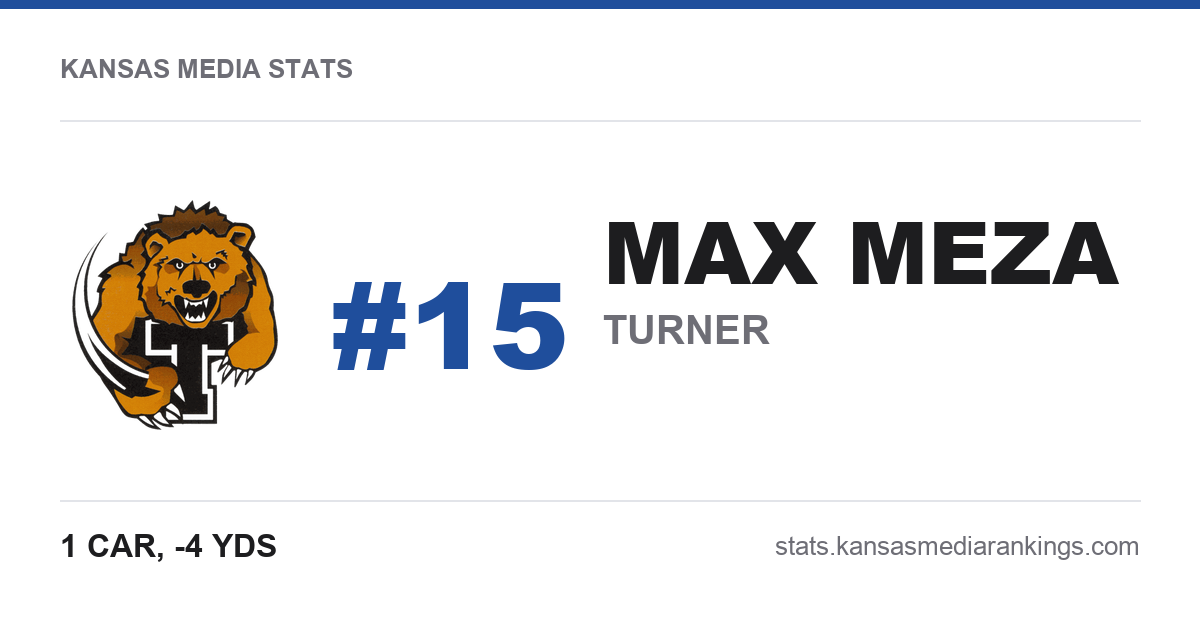 KANSAS MEDIA STATS
T
#15
MAX MEZA
TURNER
1 CAR, -4 YDS
stats.kansasmediarankings.com